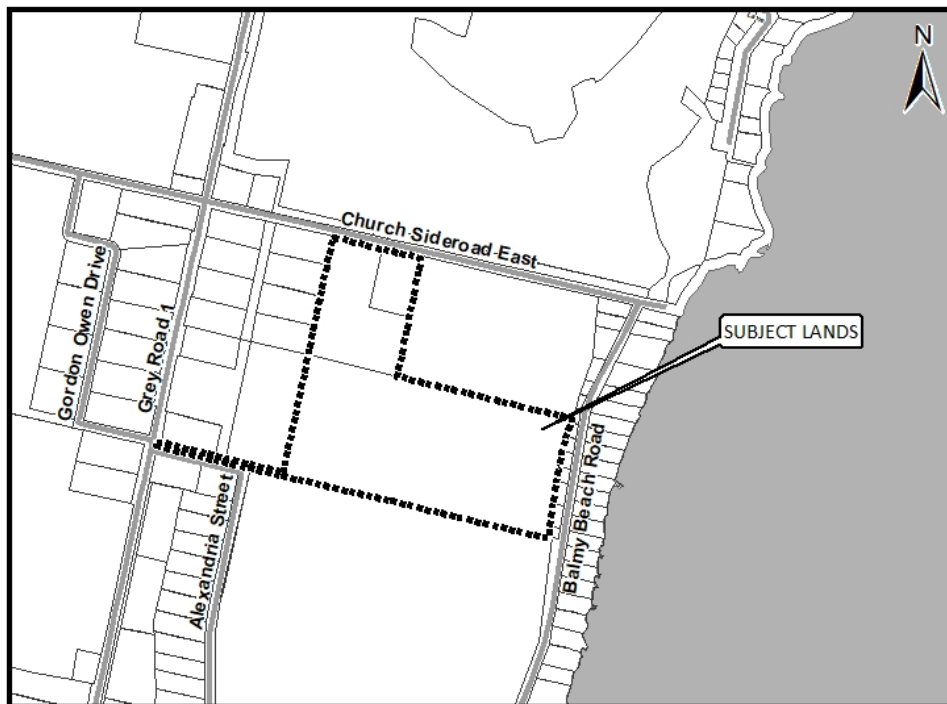 N
Church Sideroad East
SUBJECT LANDS
Gordon Owen Drive
Grey Road 1
Balmy Beach Road
Alexandria Street